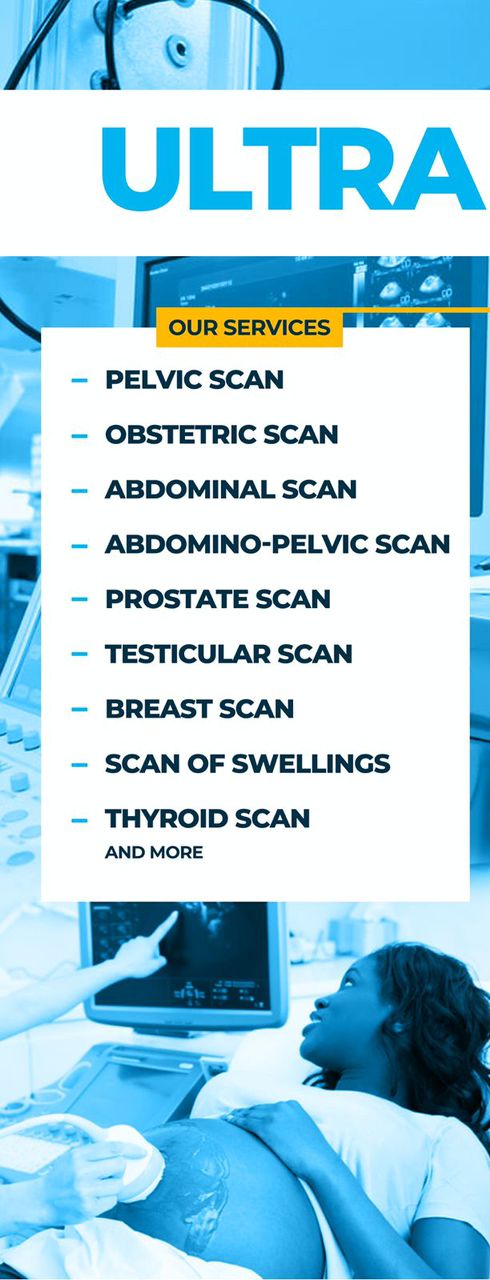 ULTRA
OUR SERVICES
– PELVIC SCAN
– OBSTETRIC SCAN
– ABDOMINAL SCAN
– ABDOMINO-PELVIC SCAN
– PROSTATE SCAN
– TESTICULAR SCAN
– BREAST SCAN
– SCAN OF SWELLINGS
– THYROID SCAN
AND MORE